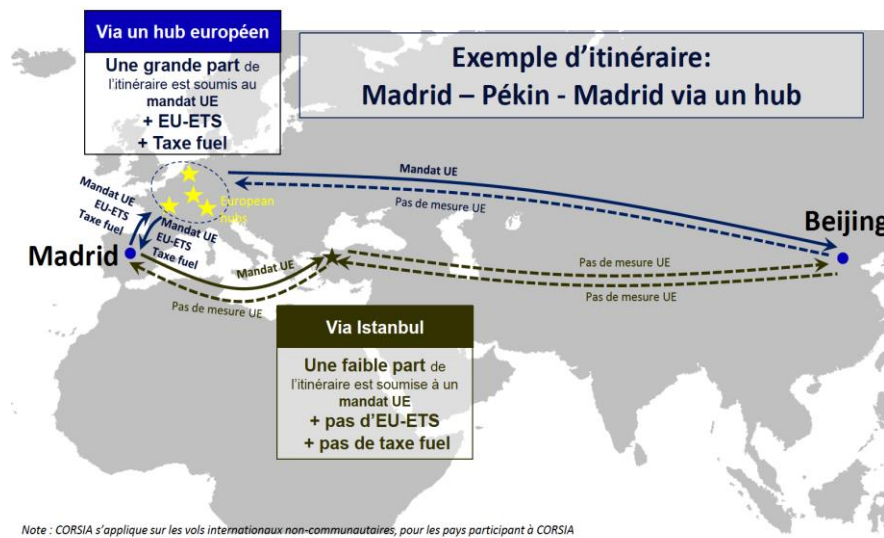 Via un hub européen
Une grande part de
l'itinéraire est soumis au
mandat UE
+ EU-ETS
+ Taxe fuel
Exemple d'itinéraire:
Madrid – Pékin - Madrid via un hub
Mandat UE
Pas de mesure UE
European
hubs
Mandat UE
EU-ETS
Taxe fuel
Mandat UE
EU-ETS
Taxe fuel
Madrid
Beijing
Mandat UE
Pas de mesure UE
Pas de mesure UE
Pas de mesure UE
Via Istanbul
Une faible part de
l'itinéraire est soumise à un
mandat UE
+ pas d'EU-ETS
+ pas de taxe fuel
Note : CORSIA s'applique sur les vols internationaux non-communautaires, pour les pays participant à CORSIA